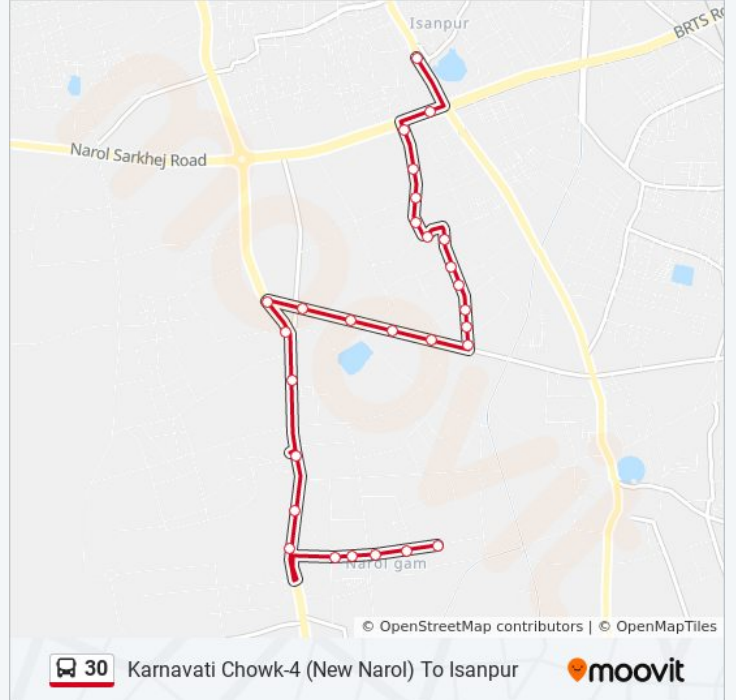 Isanpur
BRTS Ro
Narol Sarkhej Road
moovit
Narol gam
© OpenStreetMap contributors | © OpenMapTiles
30 Karnavati Chowk-4 (New Narol) To Isanpur moovit